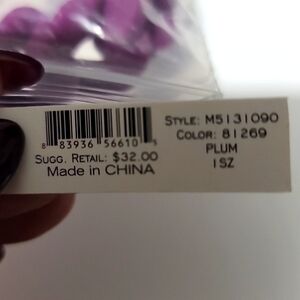 8 83936 56610 5
SUGG. RETAIL: $32.00
Made in CHINA
STYLE: M5131090
COLOR: 81269
PLUM
1SZ